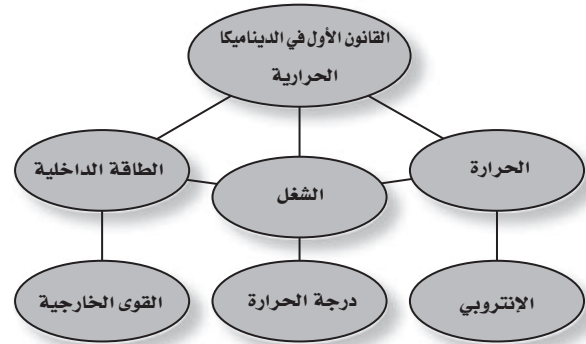 القانون الأول في الديناميكا
الحرارية
الحرارة
الشغل
الطاقة الداخلية
الإنتروبي
درجة الحرارة
القوى الخارجية